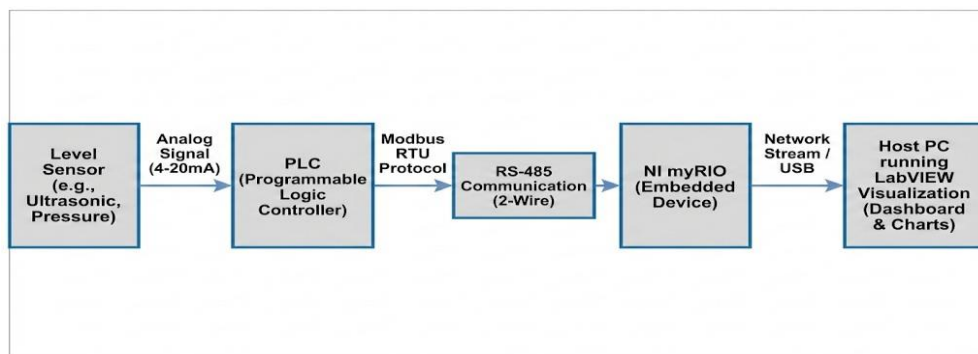 Level
Sensor
(e.g.,
Ultrasonic,
Pressure)
Analog
Signal
(4-20mA)
PLC
(Programmable
Logic
Controller)
Modbus
RTU
Protocol
RS-485
Communication
(2-Wire)
NI myRIO
(Embedded
Device)
Network
Stream /
USB
Host PC
running
LabVIEW
Visualization
(Dashboard
& Charts)